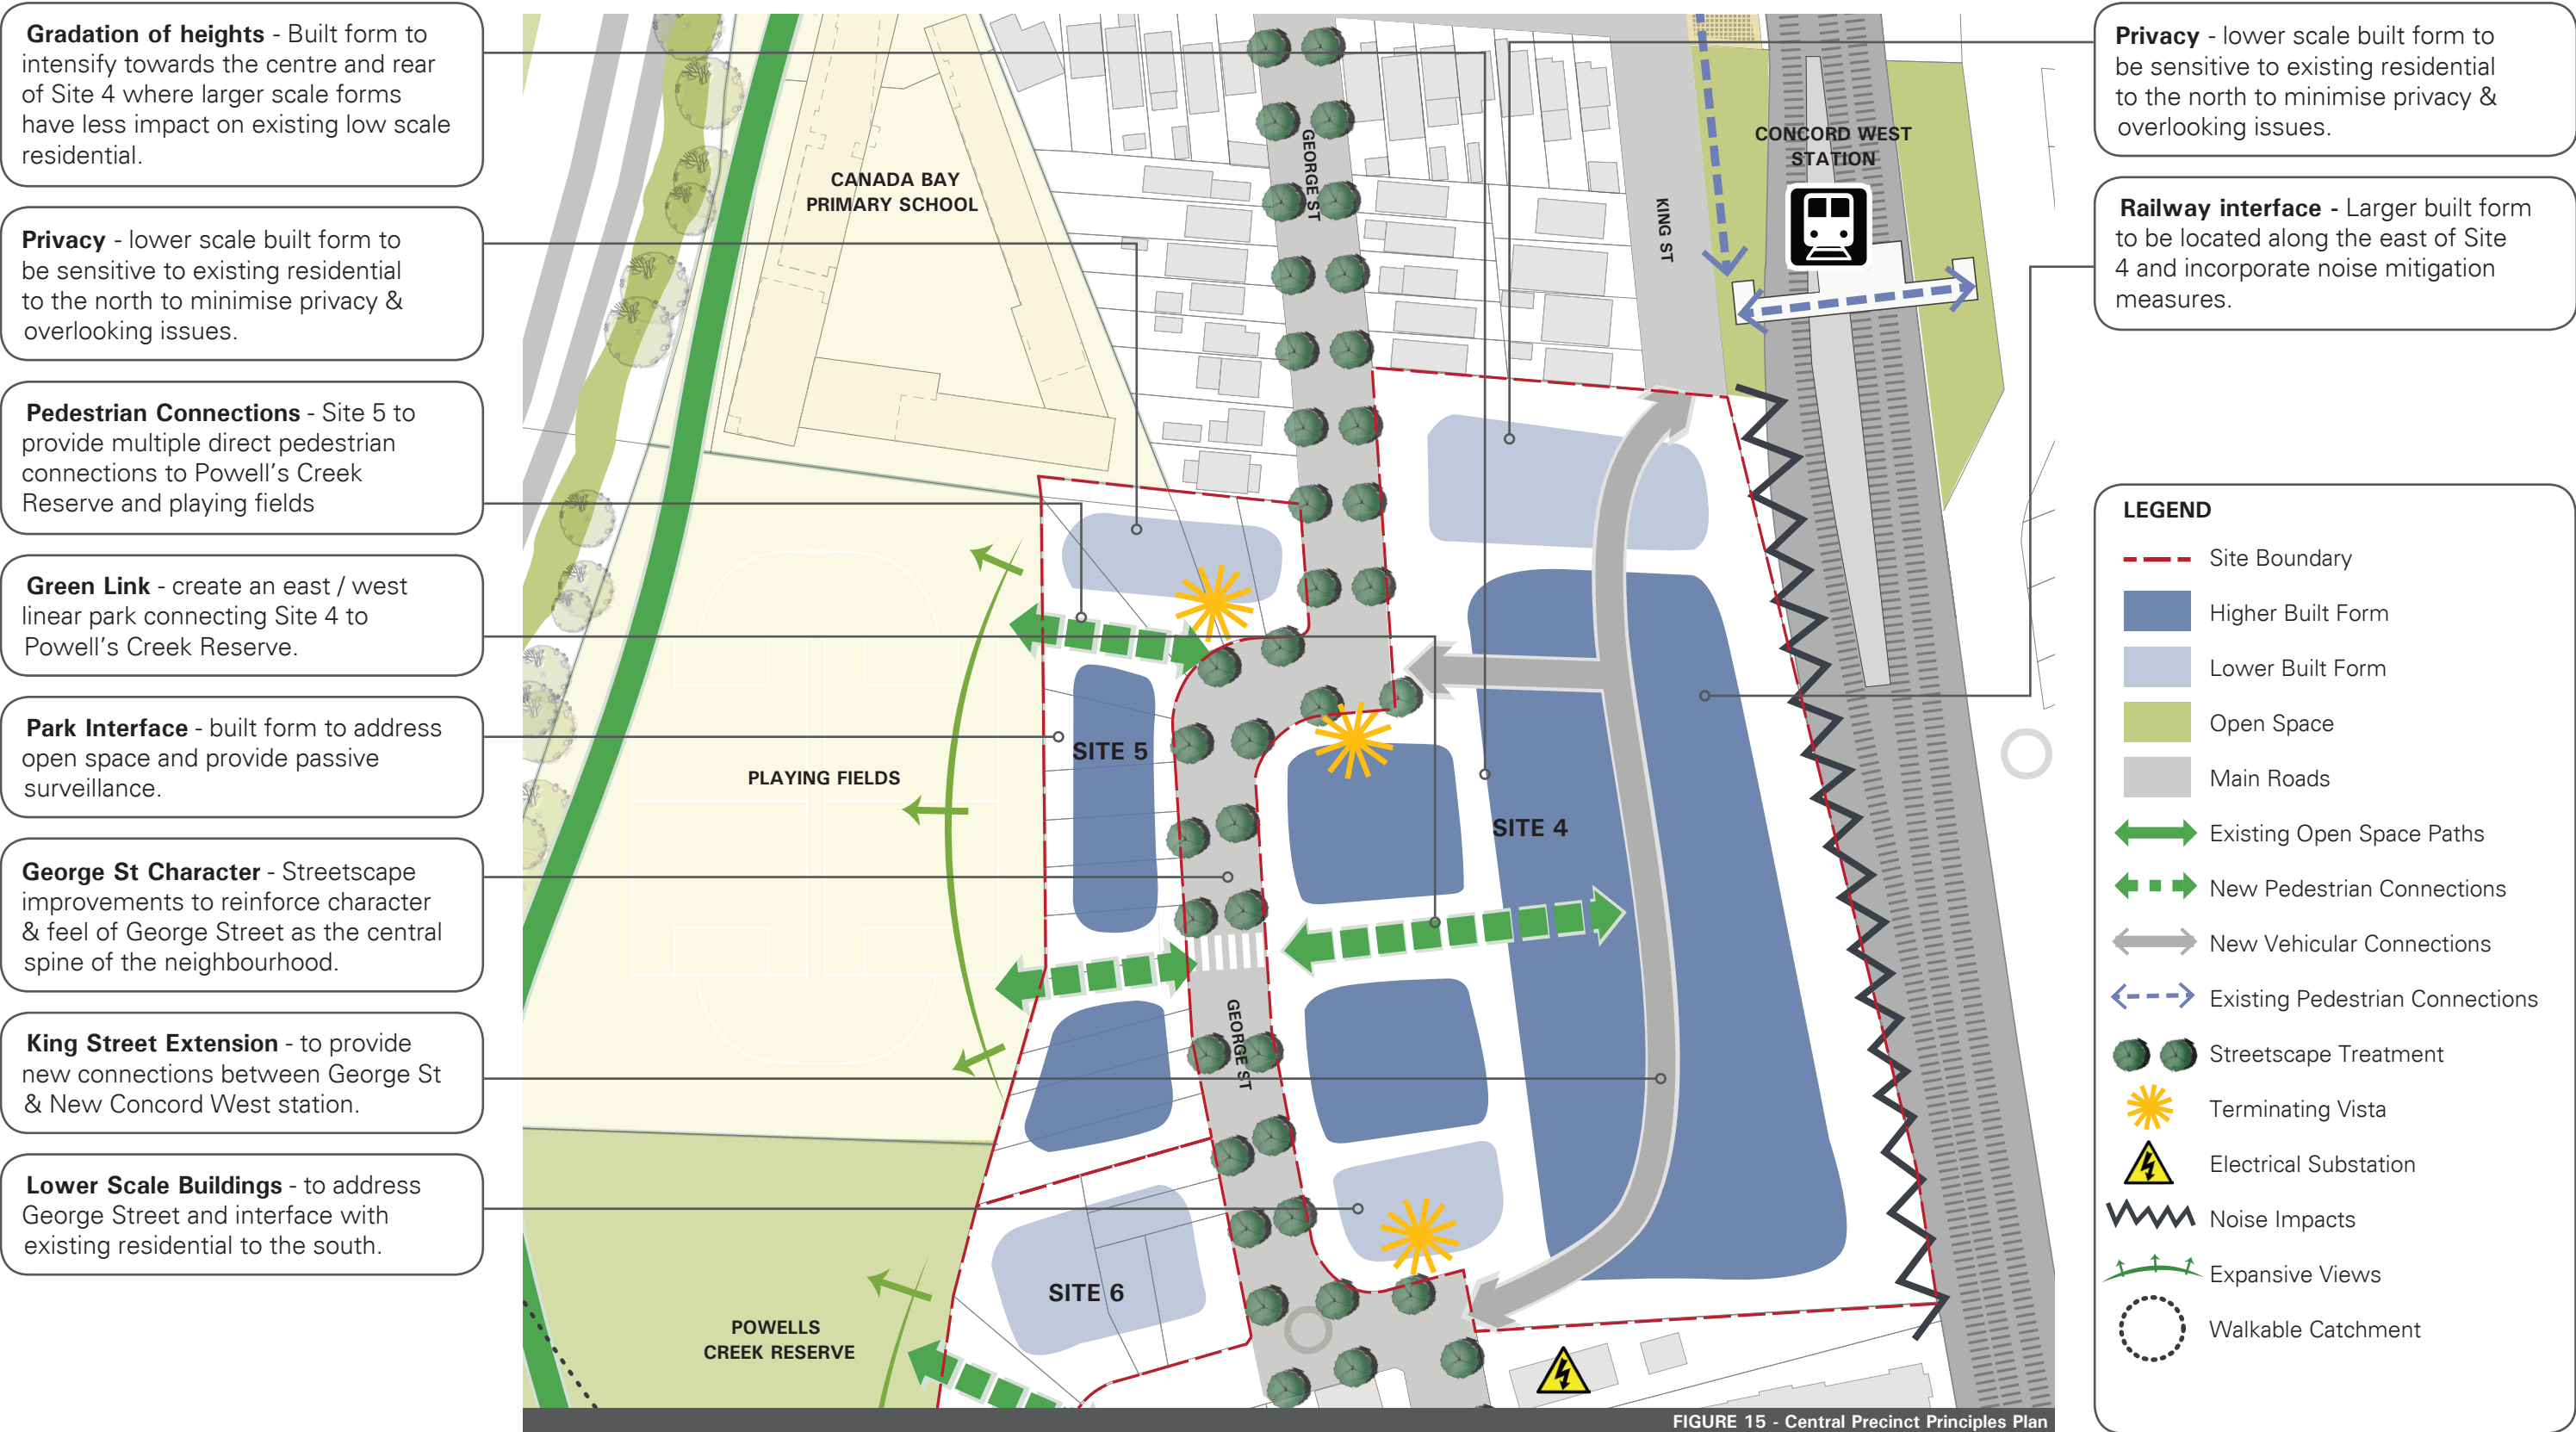 Gradation of heights - Built form to
intensify towards the centre and rear
of Site 4 where larger scale forms
have less impact on existing low scale
residential.
Privacy - lower scale built form to
be sensitive to existing residential
to the north to minimise privacy &
overlooking issues.
Pedestrian Connections - Site 5 to
provide multiple direct pedestrian
connections to Powell's Creek
Reserve and playing fields
Green Link - create an east / west
linear park connecting Site 4 to
Powell's Creek Reserve.
Park Interface - built form to address
open space and provide passive
surveillance.
George St Character - Streetscape
improvements to reinforce character
& feel of George Street as the central
spine of the neighbourhood.
King Street Extension - to provide
new connections between George St
& New Concord West station.
Lower Scale Buildings - to address
George Street and interface with
existing residential to the south.
CANADA BAY
PRIMARY SCHOOL
GEORGE ST
KING ST
CONCORD WEST
STATION
PLAYING FIELDS
SITE 5
SITE 4
GEORGE ST
SITE 6
POWELLS
CREEK RESERVE
FIGURE 15 - Central Precinct Principles Plan
Privacy - lower scale built form to
be sensitive to existing residential
to the north to minimise privacy &
overlooking issues.
Railway interface - Larger built form
to be located along the east of Site
4 and incorporate noise mitigation
measures.
LEGEND
Site Boundary
Higher Built Form
Lower Built Form
Open Space
Main Roads
Existing Open Space Paths
New Pedestrian Connections
New Vehicular Connections
Existing Pedestrian Connections
Streetscape Treatment
Terminating Vista
Electrical Substation
Noise Impacts
Expansive Views
Walkable Catchment